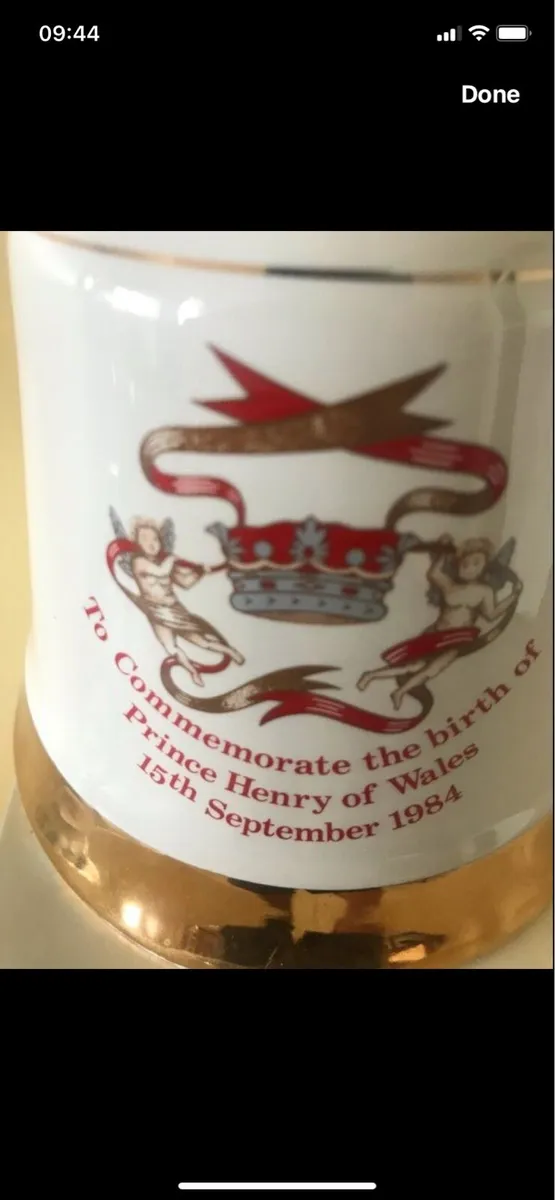 09:44
Done
To Commemorate the birth of
Prince Henry of Wales
15th September 1984